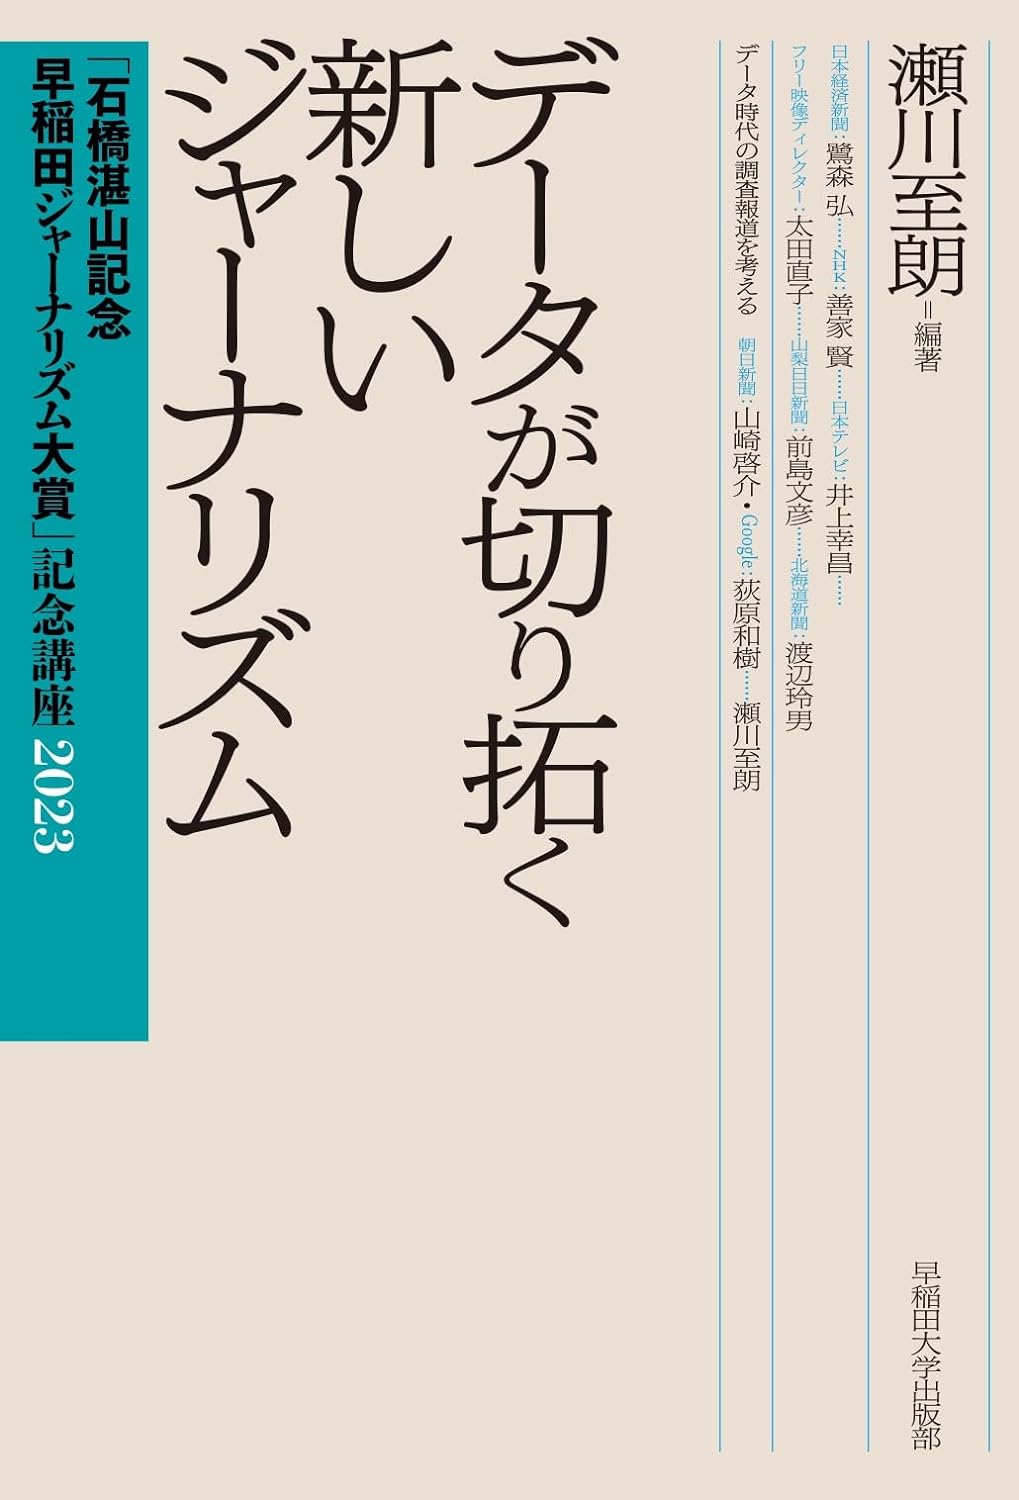 瀬川至朗=編著
早稲田大学出版部
日本経済新聞:鷺森 弘……NHK:善家 賢……日本テレビ:井上幸昌……
フリー映像ディレクター:太田直子……山梨日日新聞:前島文彦……北海道新聞:渡辺玲男
データ時代の調査報道を考える 朝日新聞:山崎啓介・Google:荻原和樹……瀬川至朗
データが切り拓く
新しい
ジャーナリズム
「石橋湛山記念
早稲田ジャーナリズム大賞」記念講座 2023